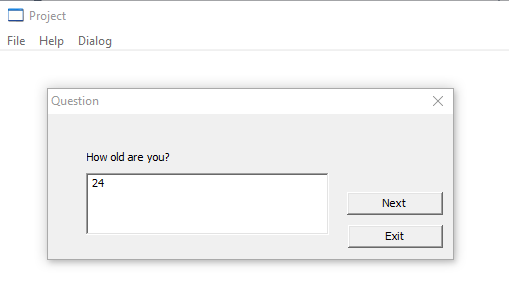 Project
File Help Dialog
Question
How old are you?
24
Next
Exit